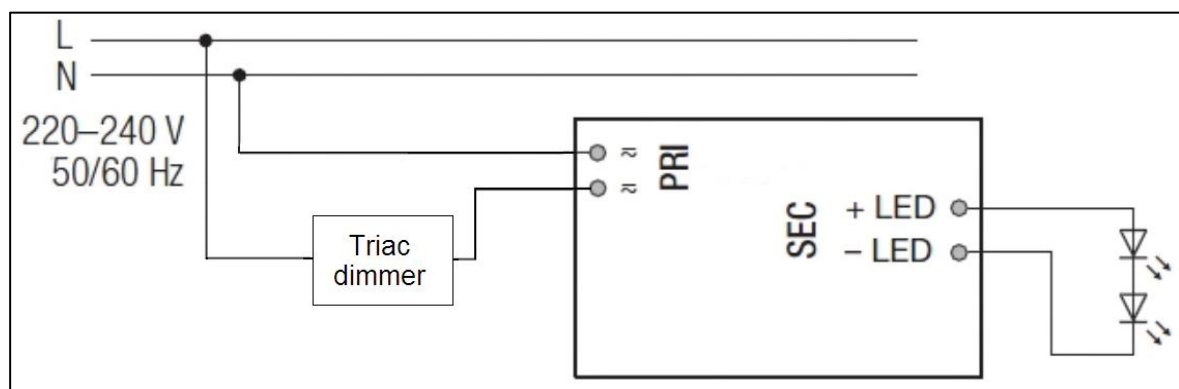 L
N
220–240 V
50/60 Hz
Triac
dimmer
≂
≂
PRI
SEC
+ LED
– LED